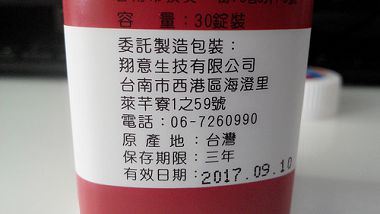 容　量：30錠裝
委託製造包裝：
翔意生技有限公司
台南市西港區海澄里
萊芊寮1之59號
電話：06-7260990
原 產 地：台灣
保存期限：三年
有效日期：2017.09.10